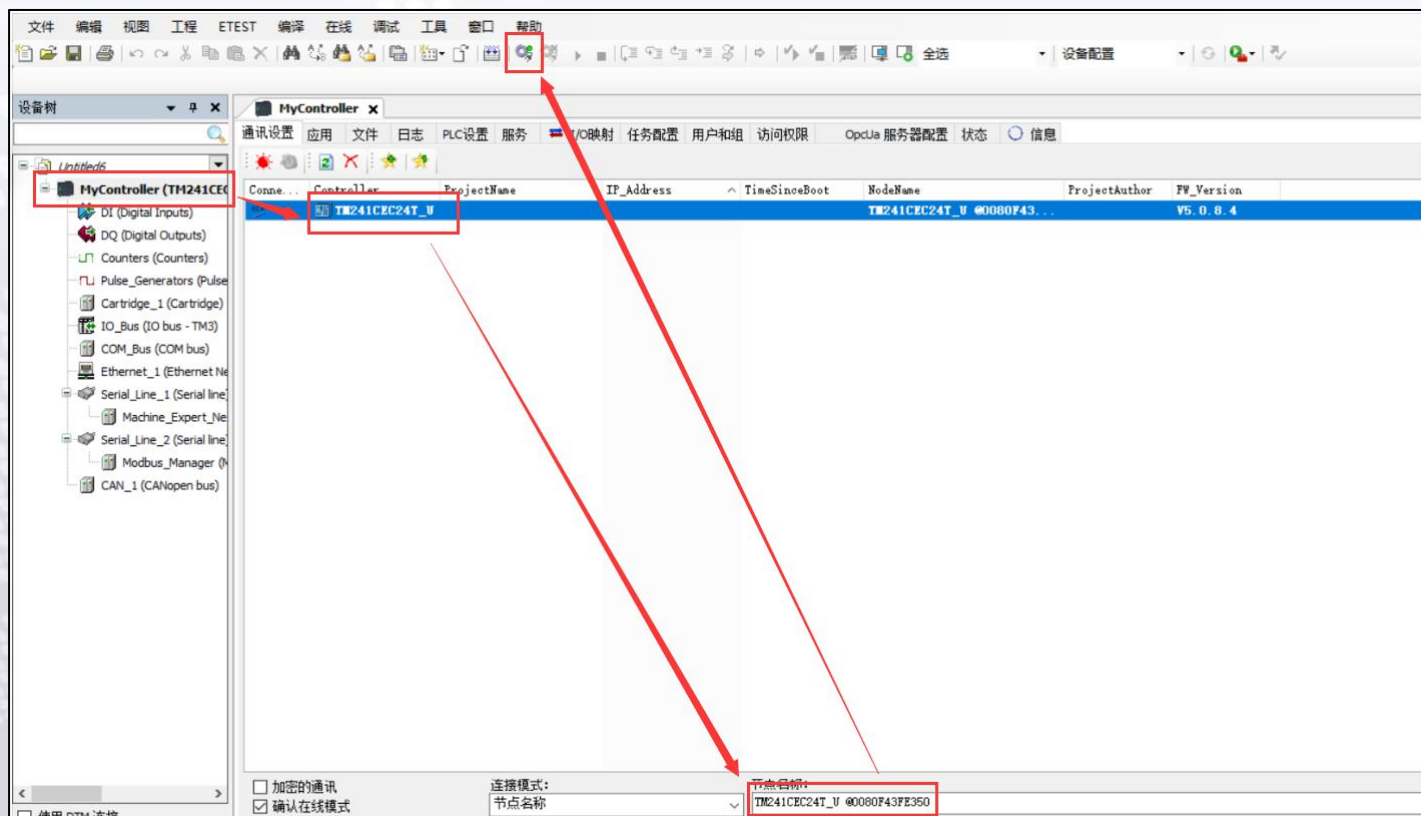 文件 编辑 视图 工程 ETEST 编译 在线 调试 工具 窗口 帮助
全选 设备配置
设备树
MyController
通讯设置 应用 文件 日志 PLC设置 服务 I/O映射 任务配置 用户和组 访问权限 OpcUa 服务器配置 状态 信息
Untitled6
MyController (TM241CEC
DI (Digital Inputs)
DQ (Digital Outputs)
Counters (Counters)
Pulse_Generators (Pulse
Cartridge_1 (Cartridge)
IO_Bus (IO bus - TM3)
COM_Bus (COM bus)
Ethernet_1 (Ethernet Ne
Serial_Line_1 (Serial line)
Machine_Expert_Ne
Serial_Line_2 (Serial line)
Modbus_Manager (M
CAN_1 (CANopen bus)
Conne... Controller ProjectName IP_Address TimeSinceBoot NodeName ProjectAuthor FW_Version
TM241CEC24T_U TM241CEC24T_U @0080F43... V5.0.8.4
加密的通讯 连接模式: 节点名称:
确认在线模式 节点名称 TM241CEC24T_U @0080F43FE350
使用 DTM 连接